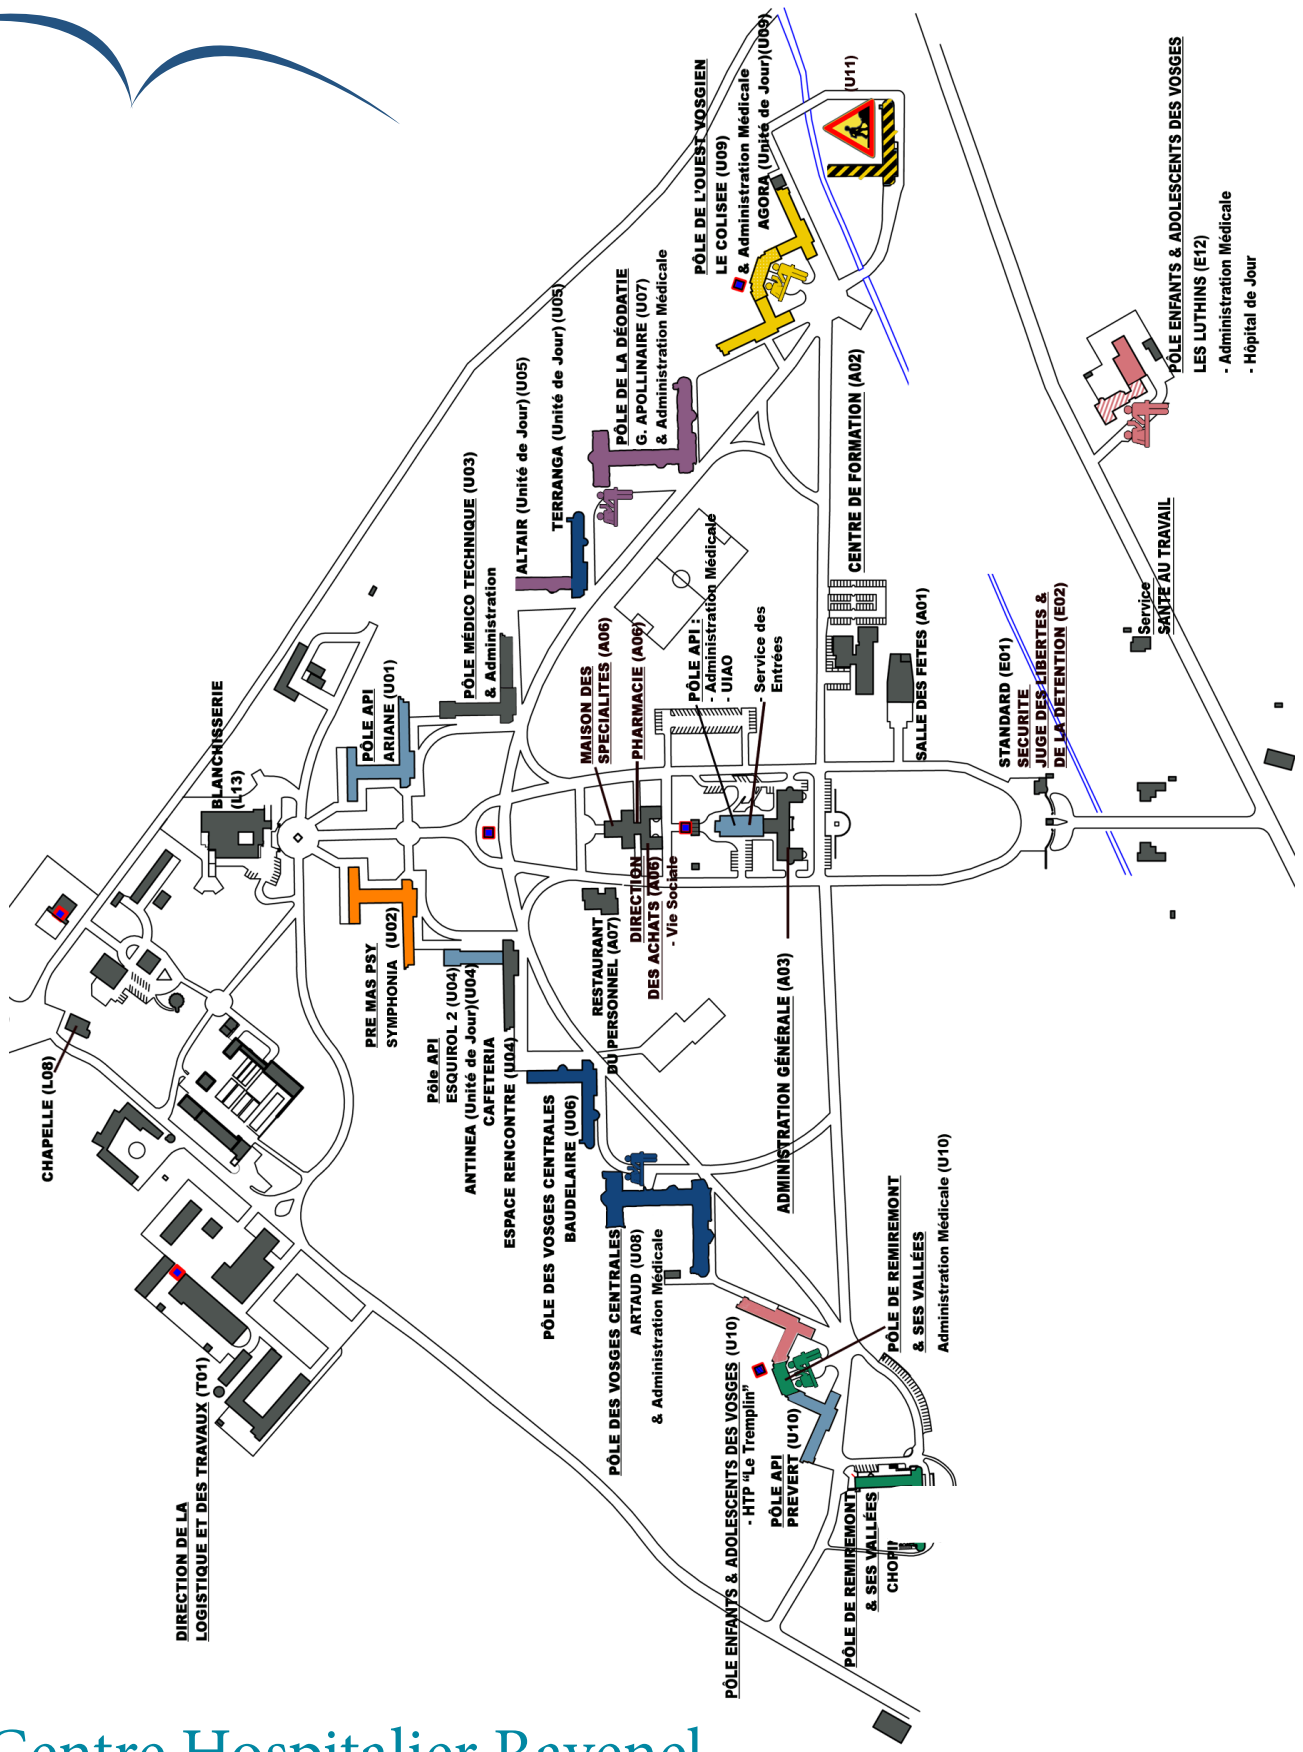 CHAPELLE (L08)
DIRECTION DE LA
LOGISTIQUE ET DES TRAVAUX (T01)
BLANCHISSERIE
(L13)
PÔLE API
ARIANE (U01)
PRE MAS PSY
SYMPHONIA (U02)
Pôle API
ESQUIROL 2 (U04)
ANTINEA (Unité de Jour)(U04)
CAFETERIA
ESPACE RENCONTRE (U04)
PÔLE MÉDICO TECHNIQUE (U03)
& Administration
ALTAIR (Unité de Jour) (U05)
TERRANGA (Unité de Jour) (U05)
PÔLE DE LA DÉODATIE
G. APOLLINAIRE (U07)
& Administration Médicale
PÔLE DE L'OUEST VOSGIEN
LE COLISEE (U09)
& Administration Médicale
AGORA (Unité de Jour)(U09)
(U11)
PÔLE DES VOSGES CENTRALES
BAUDELAIRE (U06)
PÔLE DES VOSGES CENTRALES
ARTAUD (U08)
& Administration Médicale
MAISON DES
SPECIALITES (A06)
PHARMACIE (A06)
RESTAURANT
DU PERSONNEL (A07)
DIRECTION
DES ACHATS (A06)
- Vie Sociale
PÔLE API :
- Administration Médicale
- UIAO
- Service des
Entrées
ADMINISTRATION GÉNÉRALE (A03)
CENTRE DE FORMATION (A02)
SALLE DES FETES (A01)
STANDARD (E01)
SECURITE
JUGE DES LIBERTES &
DE LA DETENTION (E02)
Service
SANTE AU TRAVAIL
PÔLE ENFANTS & ADOLESCENTS DES VOSGES
LES LUTHINS (E12)
- Administration Médicale
- Hôpital de Jour
PÔLE ENFANTS & ADOLESCENTS DES VOSGES (U10)
- HTP “Le Tremplin”
PÔLE API
PREVERT (U10)
PÔLE DE REMIREMONT
& SES VALLÉES
Administration Médicale (U10)
PÔLE DE REMIREMONT
& SES VALLÉES
Centre Hospitalier Ravenel